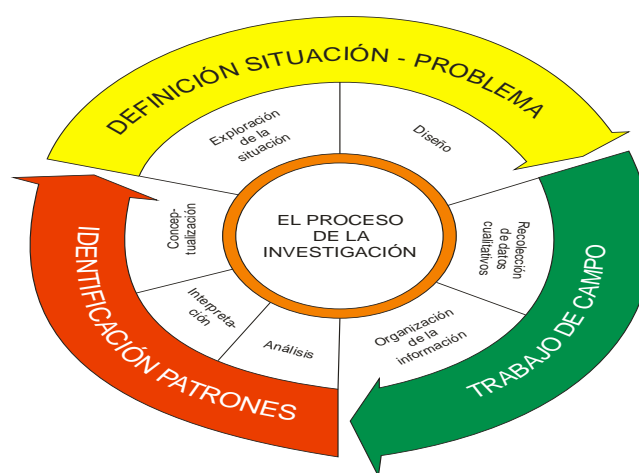 DEFINICIÓN SITUACIÓN - PROBLEMA
Exploración
de la
situación
Diseño
EL PROCESO
DE LA
INVESTIGACIÓN
Recolección
de datos
cualitativos
TRABAJO DE CAMPO
Organización
de la
información
Análisis
Interpreta-
ción
Concep-
tualización
IDENTIFICACIÓN PATRONES